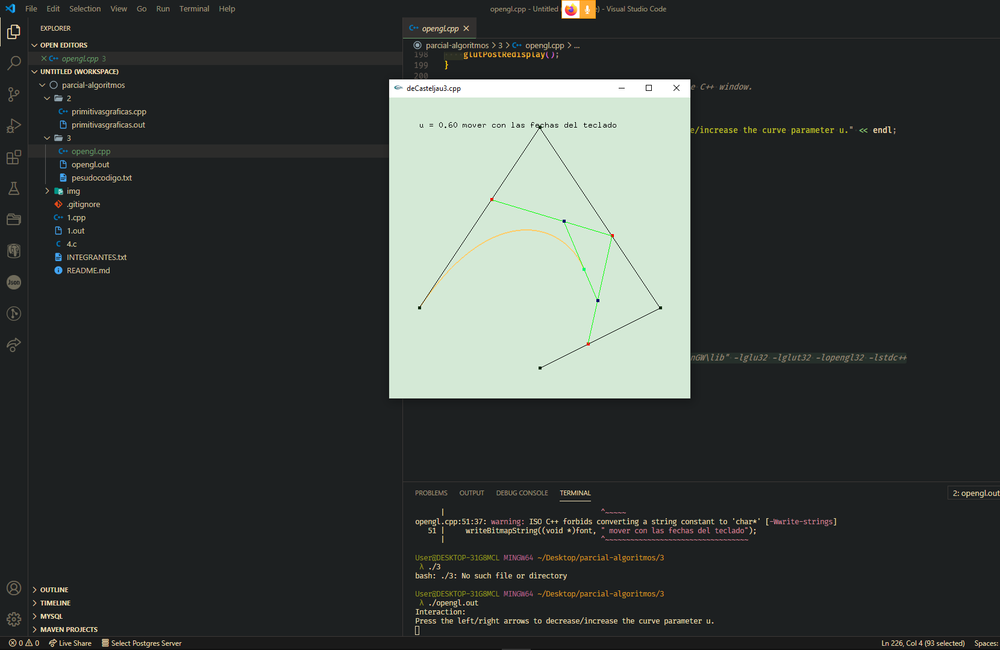 File Edit Selection View Go Run Terminal Help
opengl.cpp - Untitled (
e) - Visual Studio Code
EXPLORER
OPEN EDITORS
opengl.cpp 3
UNTITLED (WORKSPACE)
parcial-algoritmos
2
primitivasgraficas.cpp
primitivasgraficas.out
3
opengl.cpp
opengl.out
pesudocodigo.txt
img
.gitignore
1.cpp
1.out
4.c
INTEGRANTES.txt
README.md
OUTLINE
TIMELINE
MYSQL
MAVEN PROJECTS
Json
opengl.cpp
parcial-algoritmos > 3 > opengl.cpp > ...
198 glutPostRedisplay();
199 }
200
e C++ window.
e/increase the curve parameter u." << endl;
nGW\lib" -lglu32 -lglut32 -lopengl32 -lstdc++
deCasteljau3.cpp
u = 0.60 mover con las fechas del teclado
PROBLEMS OUTPUT DEBUG CONSOLE TERMINAL
2: opengl.out
| ^~~~~~
opengl.cpp:51:37: warning: ISO C++ forbids converting a string constant to 'char*' [-Wwrite-strings]
51 | writeBitmapString((void *)font, " mover con las fechas del teclado");
| ^~~~~~~~~~~~~~~~~~~~~~~~~~~~~~~~~~~~
User@DESKTOP-31G8MCL MINGW64 ~/Desktop/parcial-algoritmos/3
λ ./3
bash: ./3: No such file or directory
User@DESKTOP-31G8MCL MINGW64 ~/Desktop/parcial-algoritmos/3
λ ./opengl.out
Interaction:
Press the left/right arrows to decrease/increase the curve parameter u.
0 0 Live Share Select Postgres Server
Ln 226, Col 4 (93 selected) Spaces: